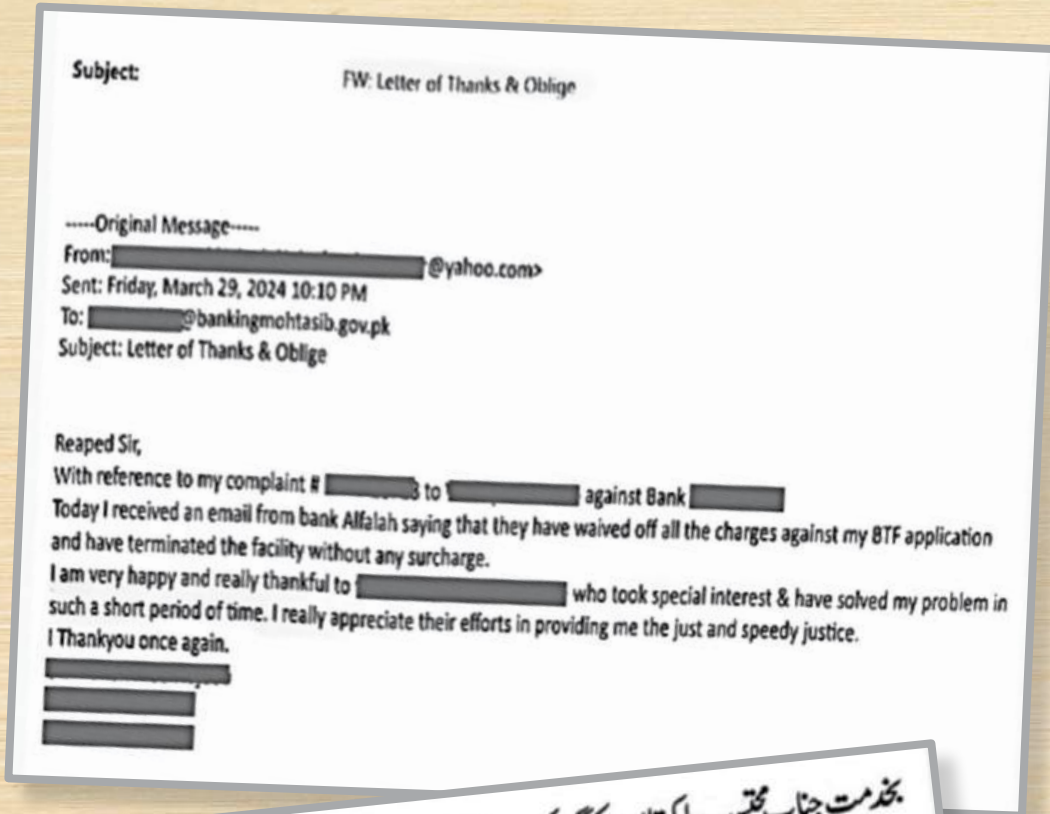 Subject: FW: Letter of Thanks & Oblige
-----Original Message-----
From: @yahoo.com>
Sent: Friday, March 29, 2024 10:10 PM
To: @bankingmohtasib.gov.pk
Subject: Letter of Thanks & Oblige
Reaped Sir,
With reference to my complaint # to against Bank
Today I received an email from bank Alfalah saying that they have waived off all the charges against my BTF application
and have terminated the facility without any surcharge.
I am very happy and really thankful to who took special interest & have solved my problem in
such a short period of time. I really appreciate their efforts in providing me the just and speedy justice.
I Thankyou once again.
بخدمت جناب